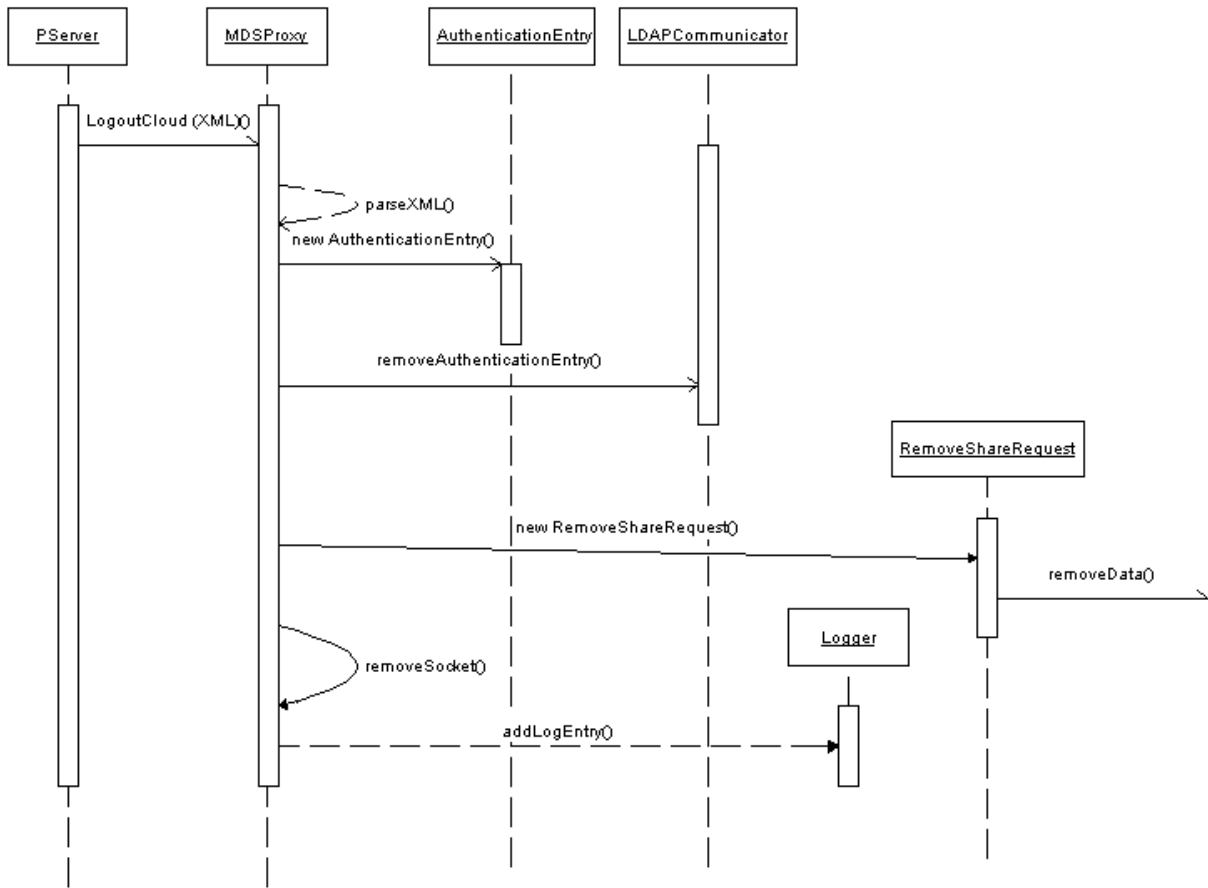 PServer
MDSProxy
AuthenticationEntry
LDAPCommunicator
LogoutCloud (XML)()
parseXML()
new AuthenticationEntry()
removeAuthenticationEntry()
RemoveShareRequest
new RemoveShareRequest()
removeData()
Logger
removeSocket()
addLogEntry()